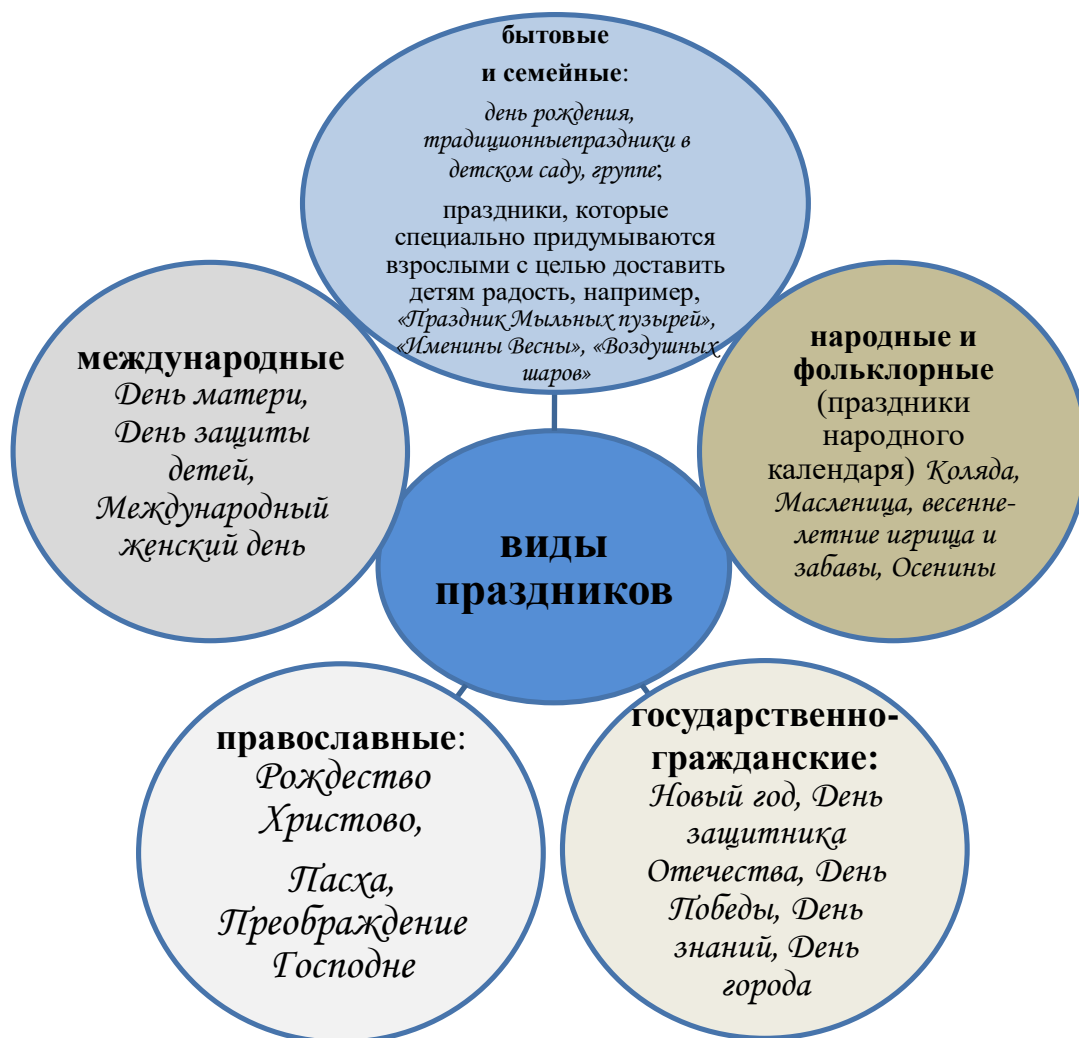 бытовые
и семейные:
день рождения,
традиционныепраздники в
детском саду, группе;
праздники, которые
специально придумываются
взрослыми с целью доставить
детям радость, например,
«Праздник Мыльных пузырей»,
«Именины Весны», «Воздушных
шаров»
международные
День матери,
День защиты
детей,
Международный
женский день
народные и
фольклорные
(праздники
народного
календаря) Коляда,
Масленица, весенне-
летние игрища и
забавы, Осенины
виды
праздников
православные:
Рождество
Христово,
Пасха,
Преображдение
Господне
государственно-
гражданские:
Новый год, День
защитника
Отечества, День
Победы, День
знаний, День
города